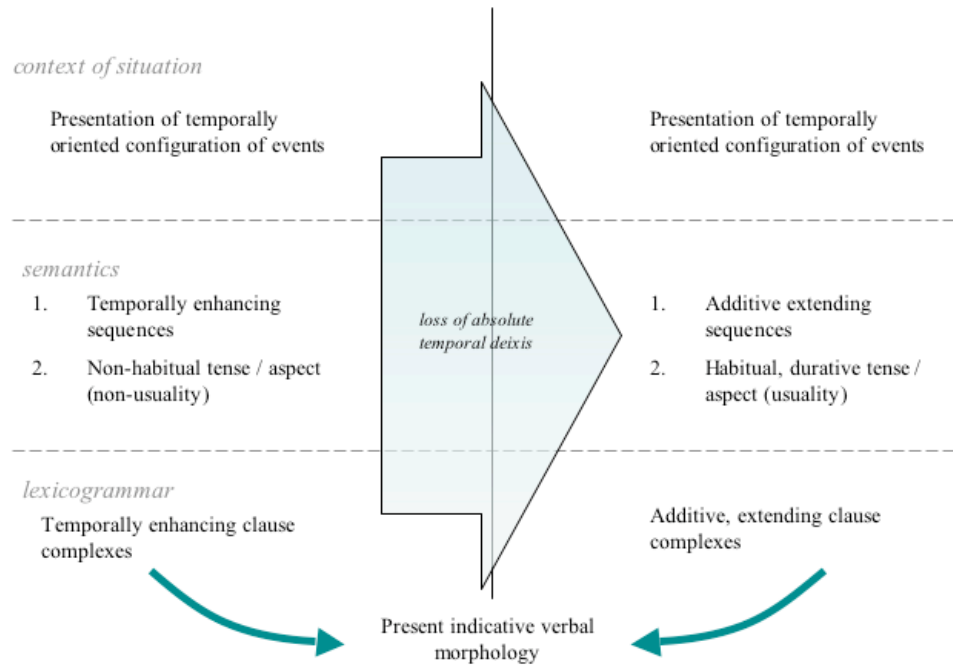 context of situation
Presentation of temporally
oriented configuration of events
Presentation of temporally
oriented configuration of events
semantics
1. Temporally enhancing
sequences
2. Non-habitual tense / aspect
(non-usuality)
loss of absolute
temporal deixis
1. Additive extending
sequences
2. Habitual, durative tense /
aspect (usuality)
lexicogrammar
Temporally enhancing clause
complexes
Additive, extending clause
complexes
Present indicative verbal
morphology